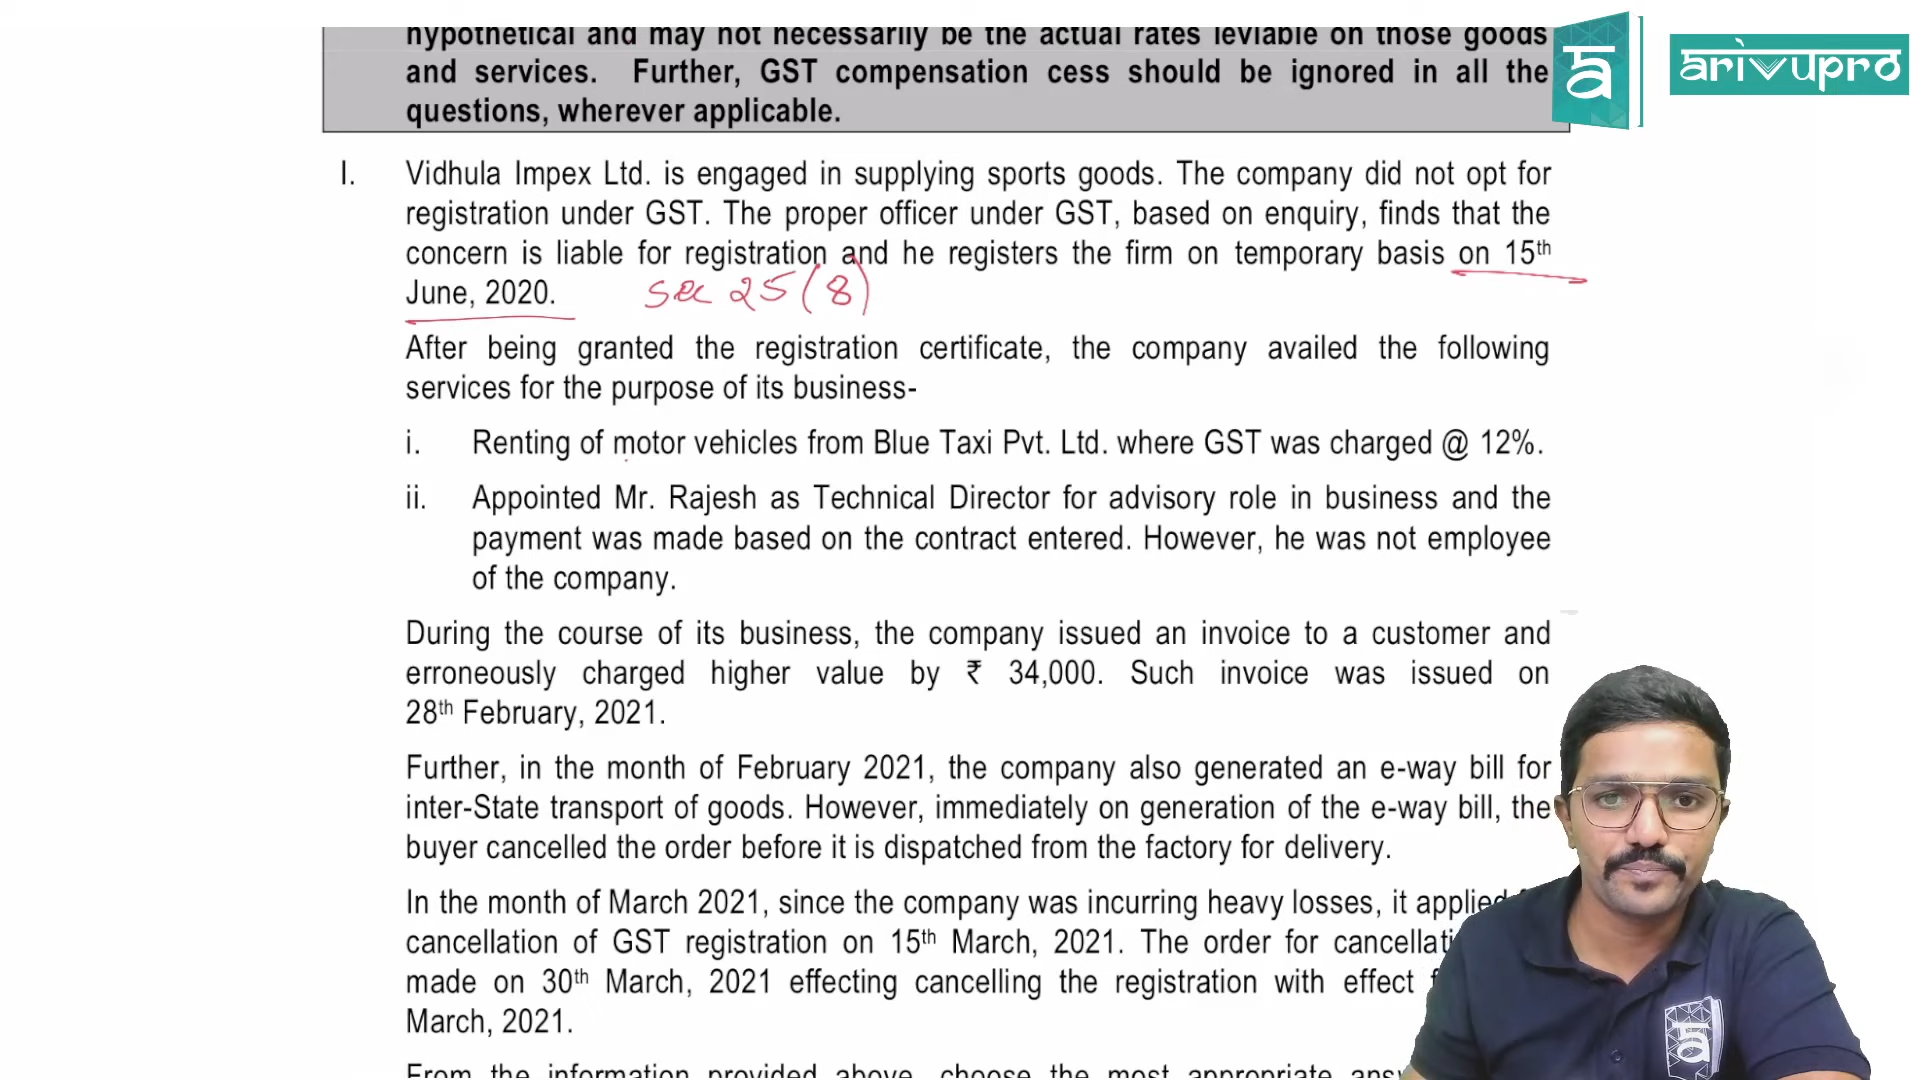 hypothetical and may not necessarily be the actual rates leviable on those goods
and services. Further, GST compensation cess should be ignored in all the
questions, wherever applicable.
ā
arivupro
I. Vidhula Impex Ltd. is engaged in supplying sports goods. The company did not opt for
registration under GST. The proper officer under GST, based on enquiry, finds that the
concern is liable for registration and he registers the firm on temporary basis on 15th
June, 2020. Sec 25(8)
After being granted the registration certificate, the company availed the following
services for the purpose of its business-
i. Renting of motor vehicles from Blue Taxi Pvt. Ltd. where GST was charged @ 12%.
ii. Appointed Mr. Rajesh as Technical Director for advisory role in business and the
payment was made based on the contract entered. However, he was not employee
of the company.
During the course of its business, the company issued an invoice to a customer and
erroneously charged higher value by ₹ 34,000. Such invoice was issued on
28th February, 2021.
Further, in the month of February 2021, the company also generated an e-way bill for
inter-State transport of goods. However, immediately on generation of the e-way bill, the
buyer cancelled the order before it is dispatched from the factory for delivery.
In the month of March 2021, since the company was incurring heavy losses, it applied
cancellation of GST registration on 15th March, 2021. The order for
made on 30th March, 2021 effecting cancelling the registration with effect
March, 2021.
From the information provided above, choose the most appropriate
ā